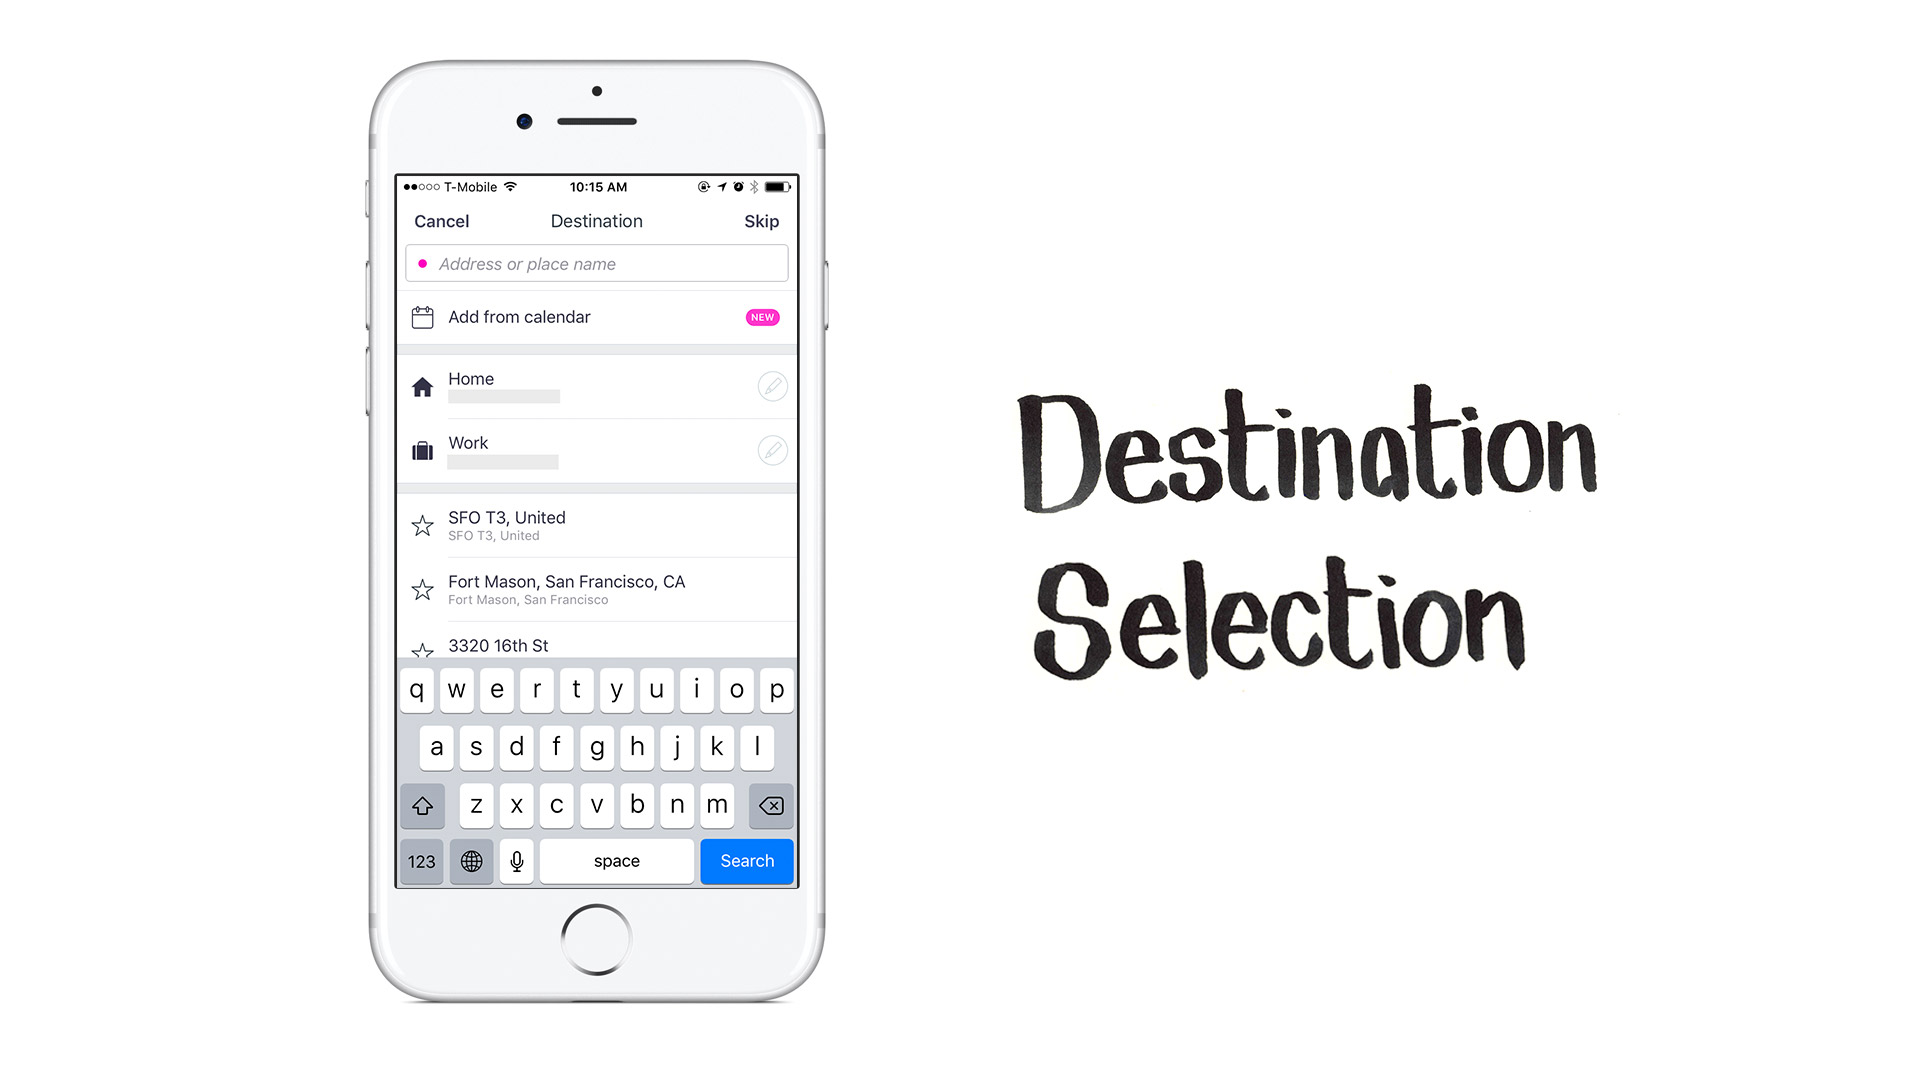 T-Mobile 10:15 AM
Cancel Destination Skip
Address or place name
Add from calendar NEW
Home
Work
SFO T3, United
SFO T3, United
Fort Mason, San Francisco, CA
Fort Mason, San Francisco
3320 16th St
q w e r t y u i o p
a s d f g h j k l
z x c v b n m
123 space Search
Destination
Selection